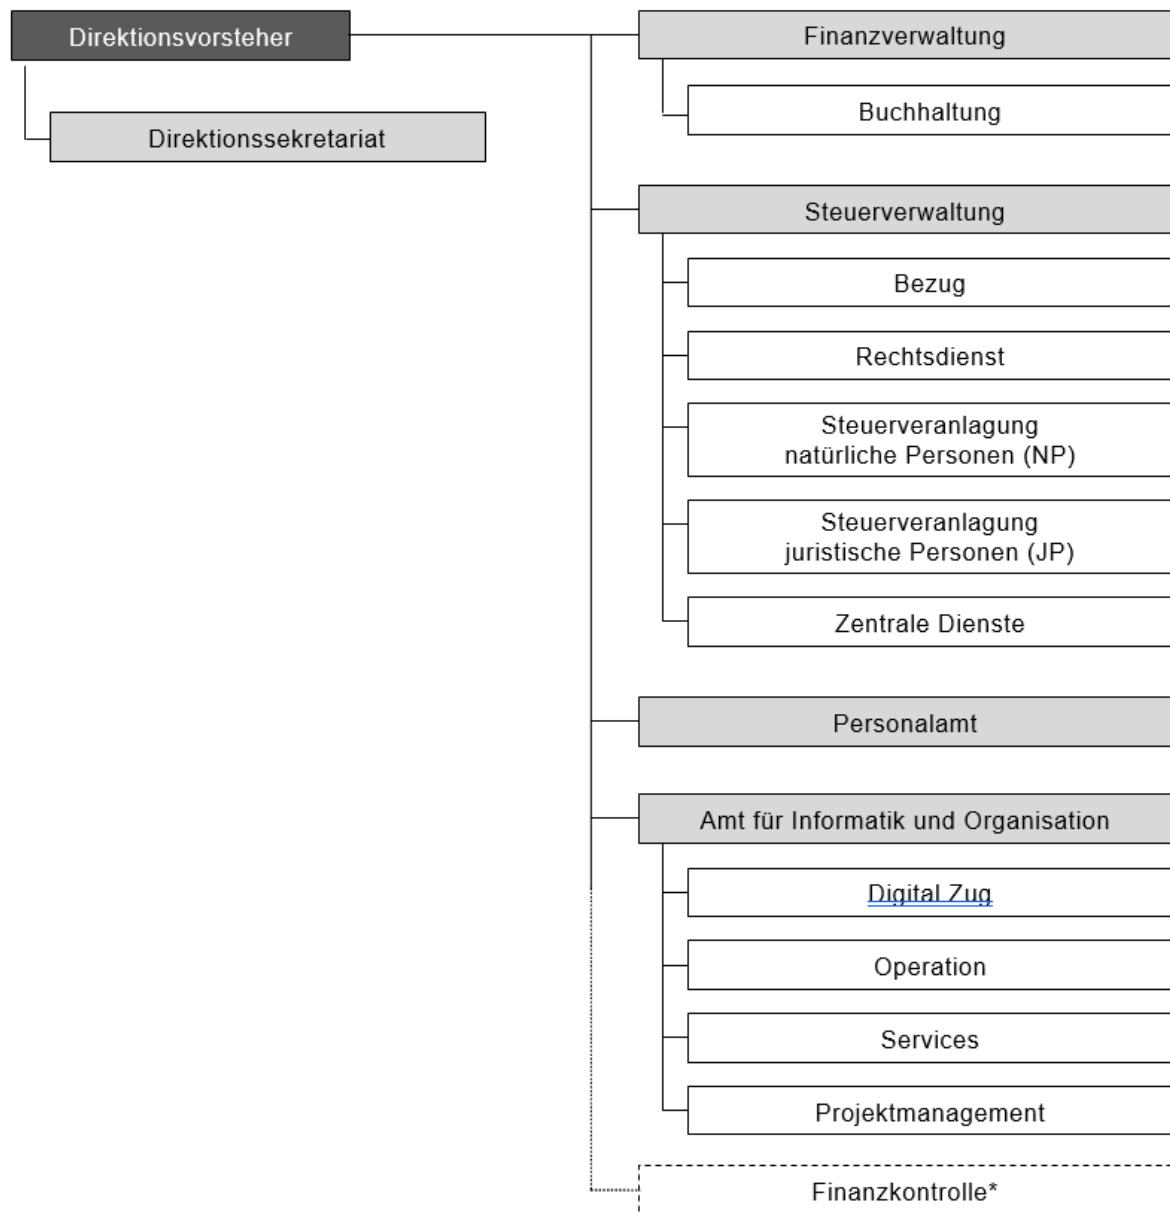 Direktionsvorsteher
Direktionssekretariat
Finanzverwaltung
Buchhaltung
Steuerverwaltung
Bezug
Rechtsdienst
Steuerveranlagung
natürliche Personen (NP)
Steuerveranlagung
juristische Personen (JP)
Zentrale Dienste
Personalamt
Amt für Informatik und Organisation
Digital Zug
Operation
Services
Projektmanagement
Finanzkontrolle*